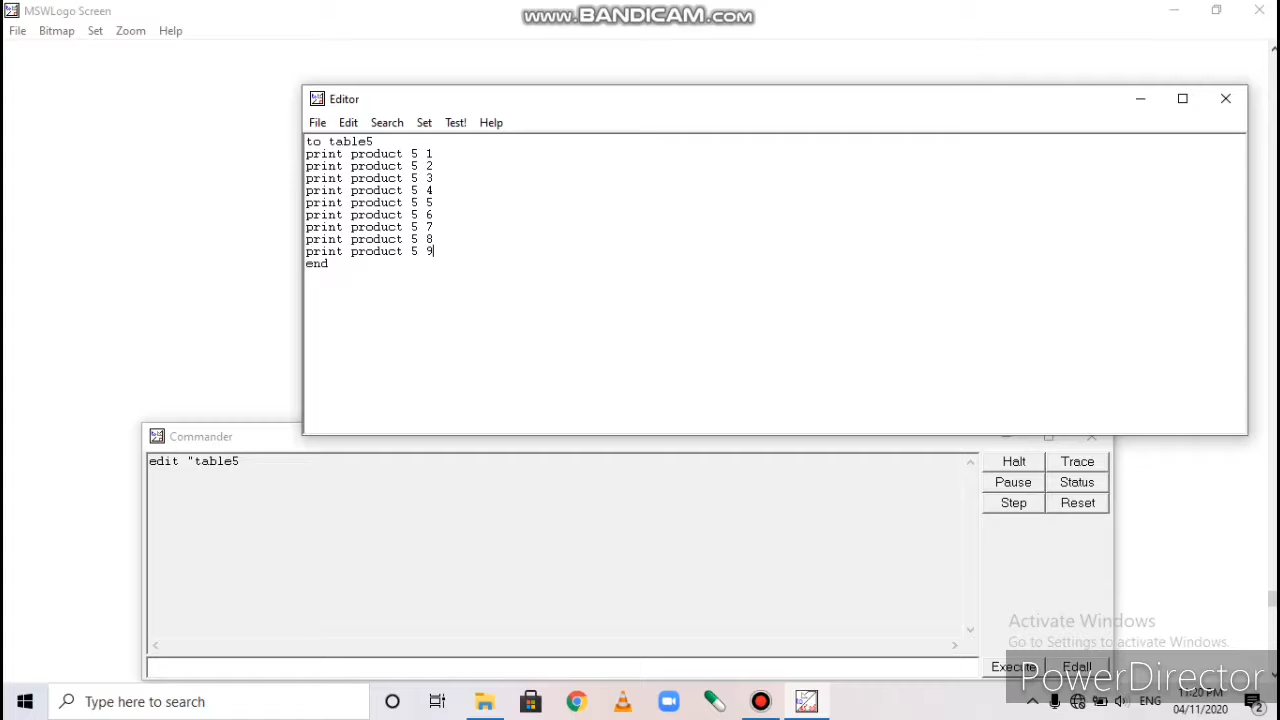 MSWLogo Screen
www.BANDICAM.com
File Bitmap Set Zoom Help
Editor
File Edit Search Set Test! Help
to table5
print product 5 1
print product 5 2
print product 5 3
print product 5 4
print product 5 5
print product 5 6
print product 5 7
print product 5 8
print product 5 9
end
Commander
edit "table5
Halt Trace
Pause Status
Step Reset
Activate Windows
Go to Settings to activate Windows.
Execute Edall
PowerDirector
Type here to search
ENG
11:20 PM
04/11/2020
2